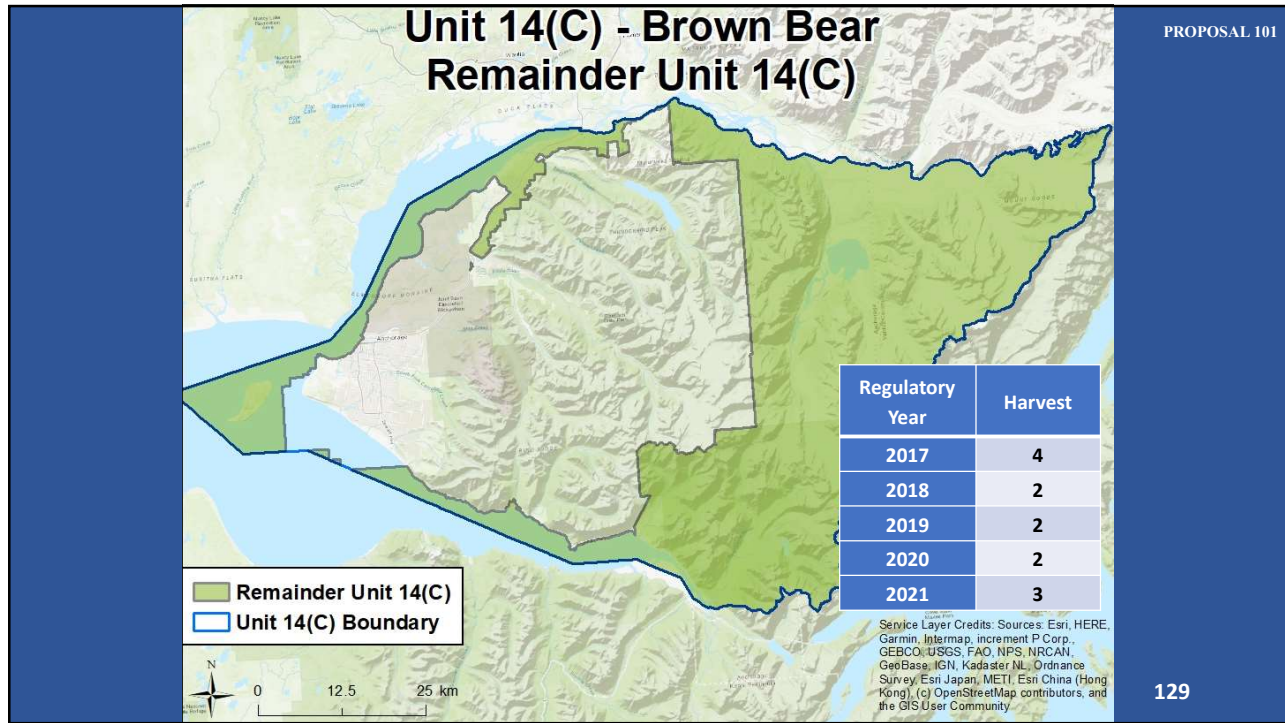 Unit 14(C) - Brown Bear
Remainder Unit 14(C)
PROPOSAL 101
Anchorage
Regulatory
Year
Harvest
2017
4
2018
2
2019
2
2020
2
2021
3
Remainder Unit 14(C)
Unit 14(C) Boundary
N
0
12.5
25 km
Service Layer Credits: Sources: Esri, HERE,
Garmin, Intermap, increment P Corp.,
GEBCO, USGS, FAO, NPS, NRCAN,
GeoBase, IGN, Kadaster NL, Ordnance
Survey, Esri Japan, METI, Esri China (Hong
Kong), (c) OpenStreetMap contributors, and
the GIS User Community
129